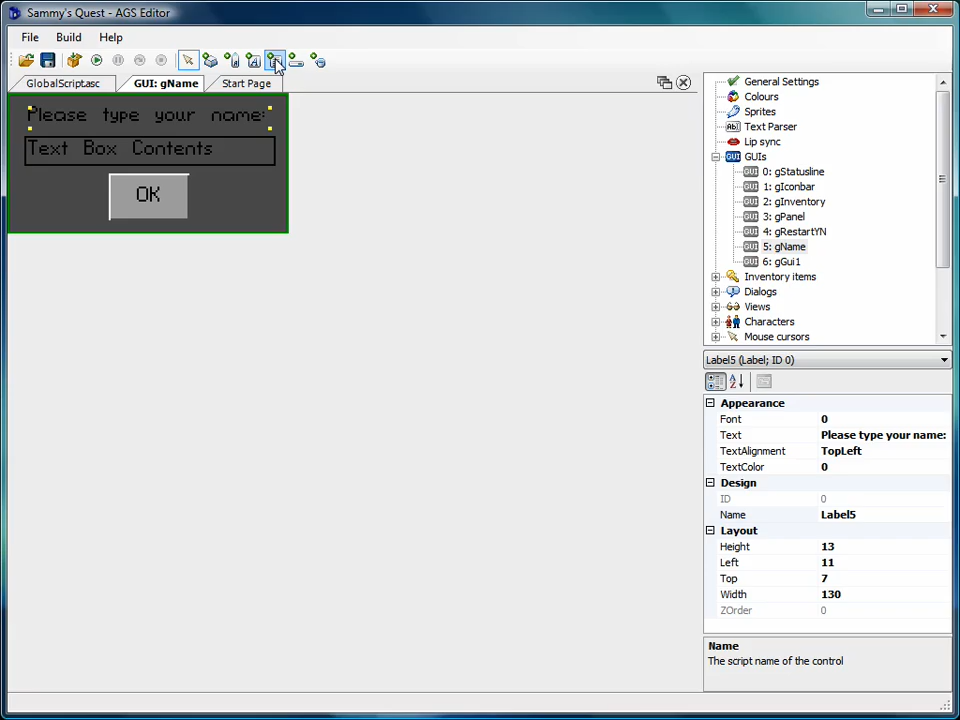 Sammy's Quest - AGS Editor
File Build Help
GlobalScript.asc GUI: gName Start Page
Please type your name:
Text Box Contents
OK
General Settings
Colours
Sprites
Text Parser
Lip sync
GUIs
0: gStatusline
1: gIconbar
2: gInventory
3: gPanel
4: gRestartYN
5: gName
6: gGui1
Inventory items
Dialogs
Views
Characters
Mouse cursors
Label5 (Label; ID 0)
Appearance
Font 0
Text Please type your name:
TextAlignment TopLeft
TextColor 0
Design
ID 0
Name Label5
Layout
Height 13
Left 11
Top 7
Width 130
ZOrder 0
Name
The script name of the control